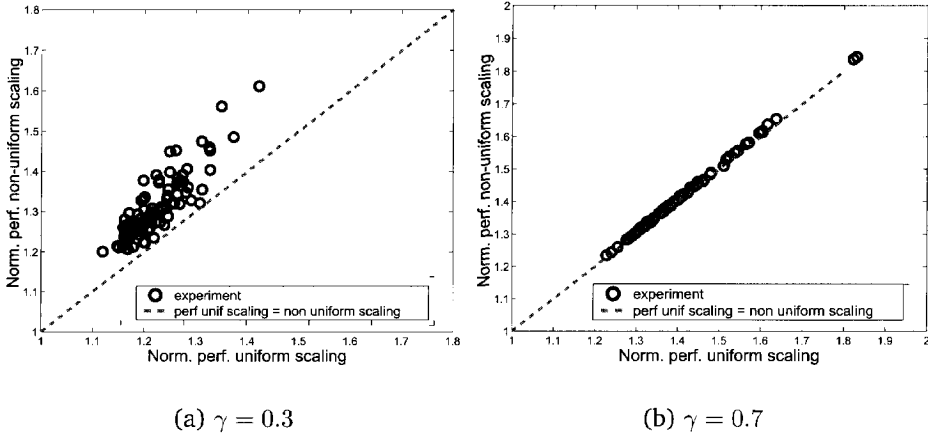 1.8
1.7
1.6
1.5
1.4
1.3
1.2
1.1
1
Norm. perf. non-uniform scaling
experiment
perf unif scaling = non uniform scaling
1 1.1 1.2 1.3 1.4 1.5 1.6 1.7 1.8
Norm. perf. uniform scaling
(a) γ = 0.3
2
1.9
1.8
1.7
1.6
1.5
1.4
1.3
1.2
1.1
1
Norm. perf. non-uniform scaling
experiment
perf unif scaling = non uniform scaling
1 1.1 1.2 1.3 1.4 1.5 1.6 1.7 1.8 1.9 2
Norm. perf. uniform scaling
(b) γ = 0.7